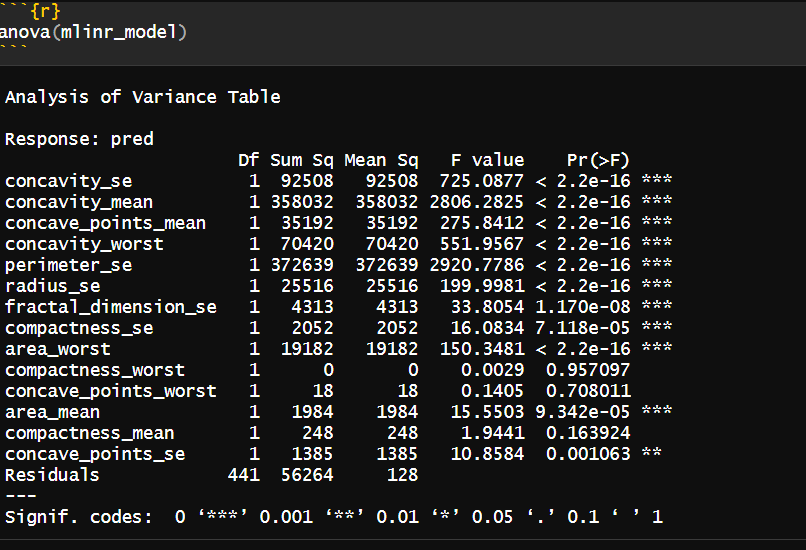 ```{r}
anova(mlinr_model)
```
Analysis of Variance Table
Response: pred
Df Sum Sq Mean Sq F value Pr(>F)
concavity_se 1 92508 92508 725.0877 < 2.2e-16 ***
concavity_mean 1 358032 358032 2806.2825 < 2.2e-16 ***
concave_points_mean 1 35192 35192 275.8412 < 2.2e-16 ***
concavity_worst 1 70420 70420 551.9567 < 2.2e-16 ***
perimeter_se 1 372639 372639 2920.7786 < 2.2e-16 ***
radius_se 1 25516 25516 199.9981 < 2.2e-16 ***
fractal_dimension_se 1 4313 4313 33.8054 1.170e-08 ***
compactness_se 1 2052 2052 16.0834 7.118e-05 ***
area_worst 1 19182 19182 150.3481 < 2.2e-16 ***
compactness_worst 1 0 0 0.0029 0.957097
concave_points_worst 1 18 18 0.1405 0.708011
area_mean 1 1984 1984 15.5503 9.342e-05 ***
compactness_mean 1 248 248 1.9441 0.163924
concave_points_se 1 1385 1385 10.8584 0.001063 **
Residuals 441 56264 128
---
Signif. codes: 0 ‘***’ 0.001 ‘**’ 0.01 ‘*’ 0.05 ‘.’ 0.1 ‘ ’ 1